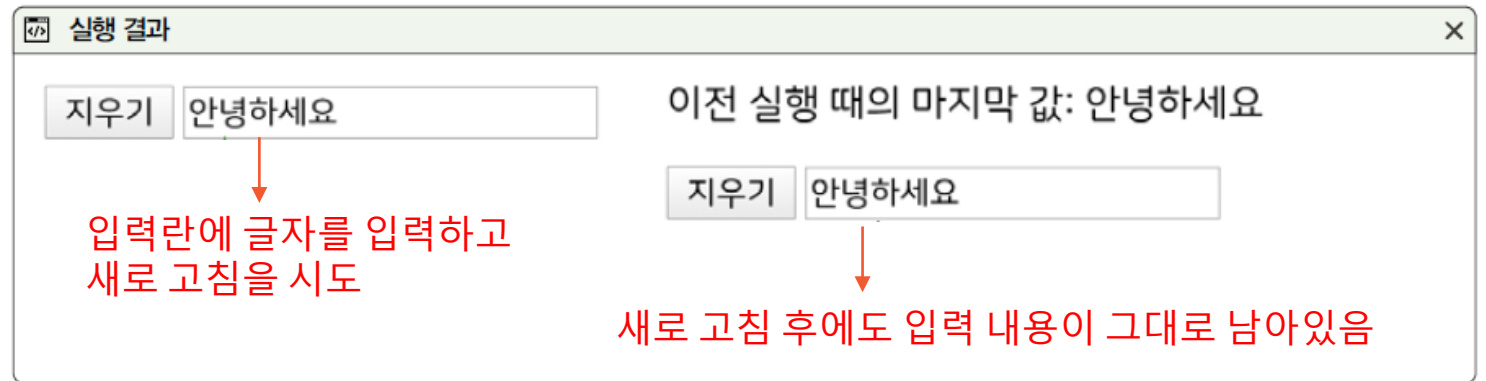 실행 결과
지우기 안녕하세요
입력란에 글자를 입력하고
새로 고침을 시도
이전 실행 때의 마지막 값: 안녕하세요
지우기 안녕하세요
새로 고침 후에도 입력 내용이 그대로 남아있음